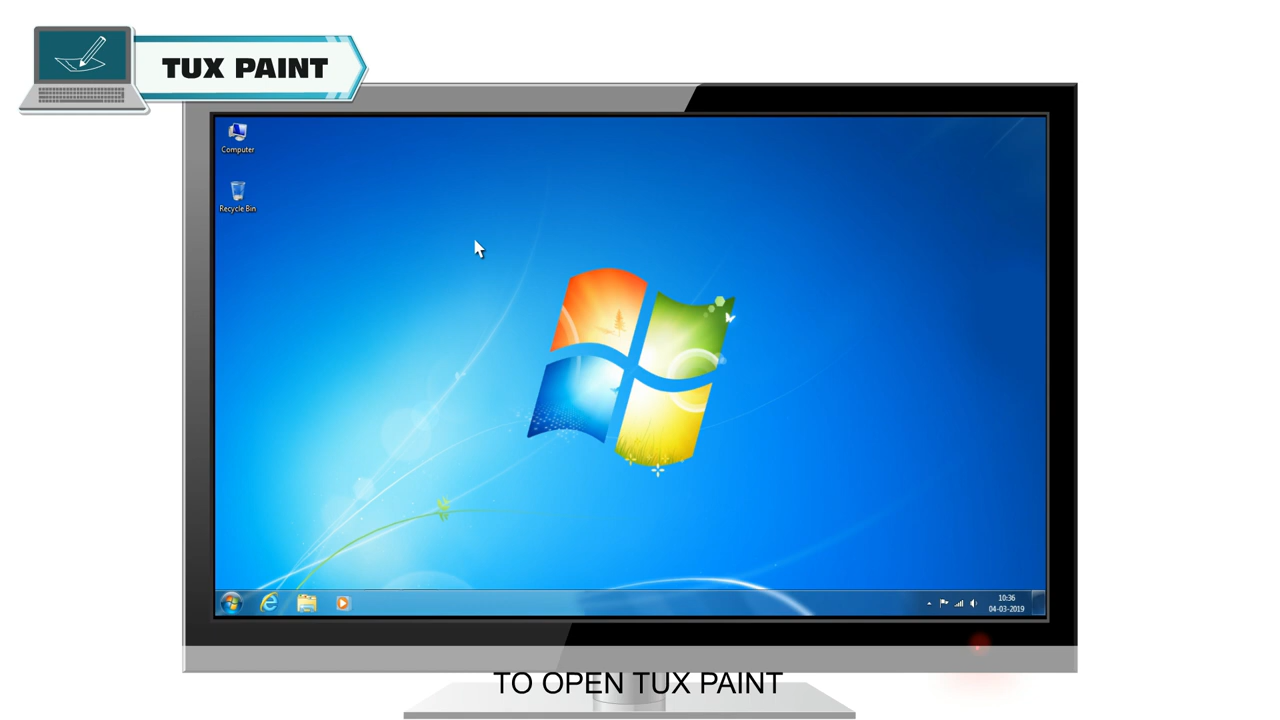 TUX PAINT
Computer
Recycle Bin
10:36
04-03-2019
TO OPEN TUX PAINT